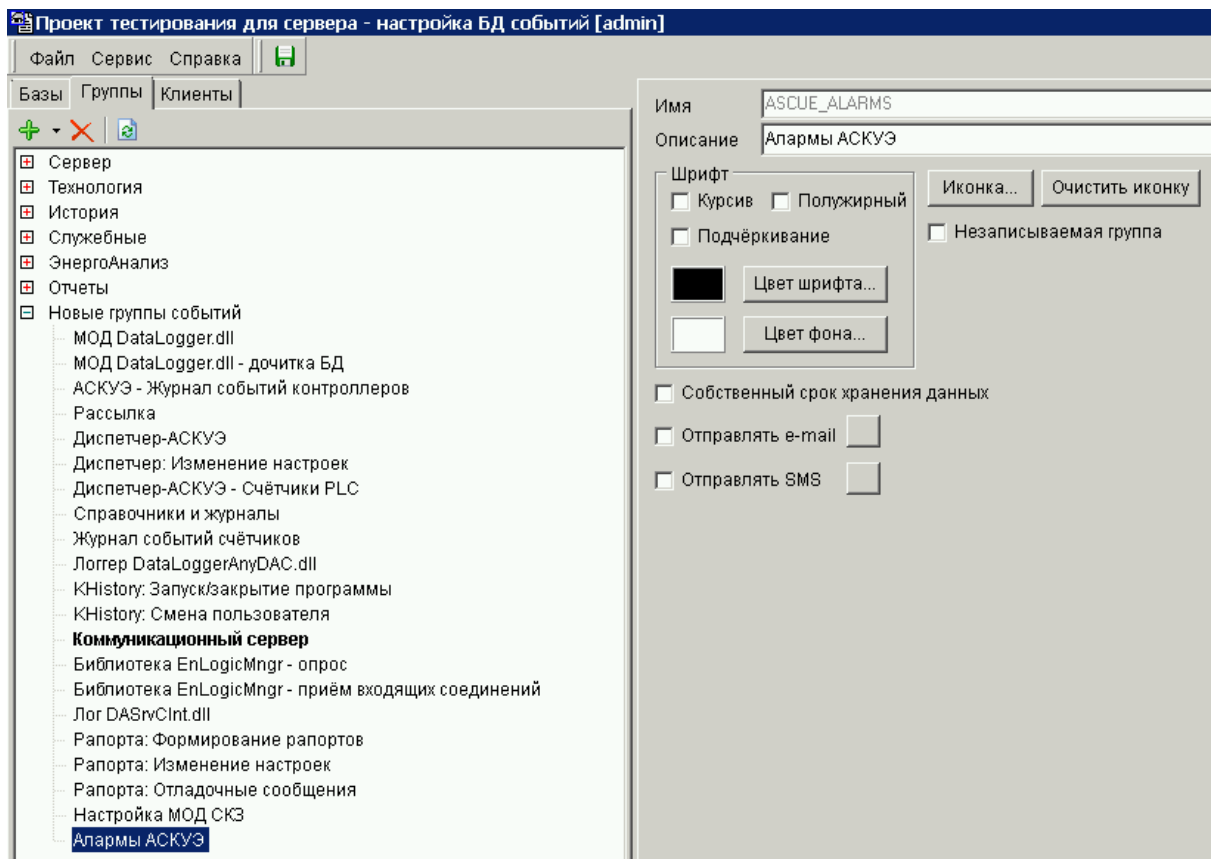 Проект тестирования для сервера - настройка БД событий [admin]
Файл Сервис Справка
Базы Группы Клиенты
Сервер
Технология
История
Служебные
ЭнергоАнализ
Отчеты
Новые группы событий
МОД DataLogger.dll
МОД DataLogger.dll - дочитка БД
АСКУЭ - Журнал событий контроллеров
Рассылка
Диспетчер-АСКУЭ
Диспетчер: Изменение настроек
Диспетчер-АСКУЭ - Счётчики PLC
Справочники и журналы
Журнал событий счётчиков
Логгер DataLoggerAnyDAC.dll
KHistory: Запуск/закрытие программы
KHistory: Смена пользователя
Коммуникационный сервер
Библиотека EnLogicMngr - опрос
Библиотека EnLogicMngr - приём входящих соединений
Лог DASrvClnt.dll
Рапорта: Формирование рапортов
Рапорта: Изменение настроек
Рапорта: Отладочные сообщения
Настройка МОД СКЗ
Алармы АСКУЭ
Имя ASCUE_ALARMS
Описание Алармы АСКУЭ
Шрифт
Курсив Полужирный
Подчёркивание
Цвет шрифта...
Цвет фона...
Иконка... Очистить иконку
Незаписываемая группа
Собственный срок хранения данных
Отправлять e-mail
Отправлять SMS